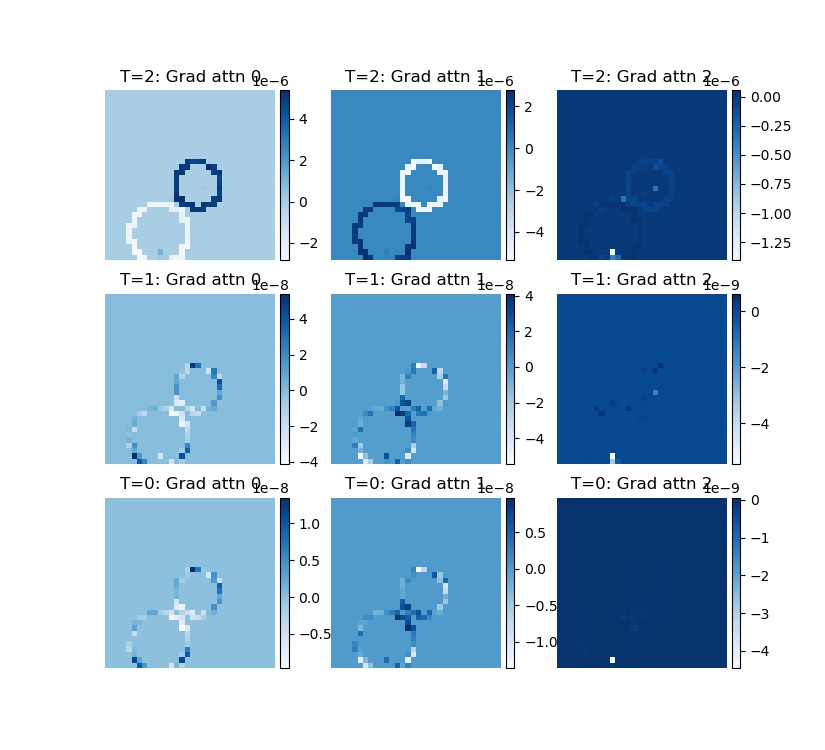 T=2: Grad attn 0
1e−6
4
2
0
−2
T=2: Grad attn 1
1e−6
2
0
−2
−4
T=2: Grad attn 2
1e−6
0.00
−0.25
−0.50
−0.75
−1.00
−1.25
T=1: Grad attn 0
1e−8
4
2
0
−2
−4
T=1: Grad attn 1
1e−8
4
2
0
−2
−4
T=1: Grad attn 2
1e−9
0
−2
−4
T=0: Grad attn 0
1e−8
1.0
0.5
0.0
−0.5
T=0: Grad attn 1
1e−8
0.5
0.0
−0.5
−1.0
T=0: Grad attn 2
1e−9
0
−1
−2
−3
−4